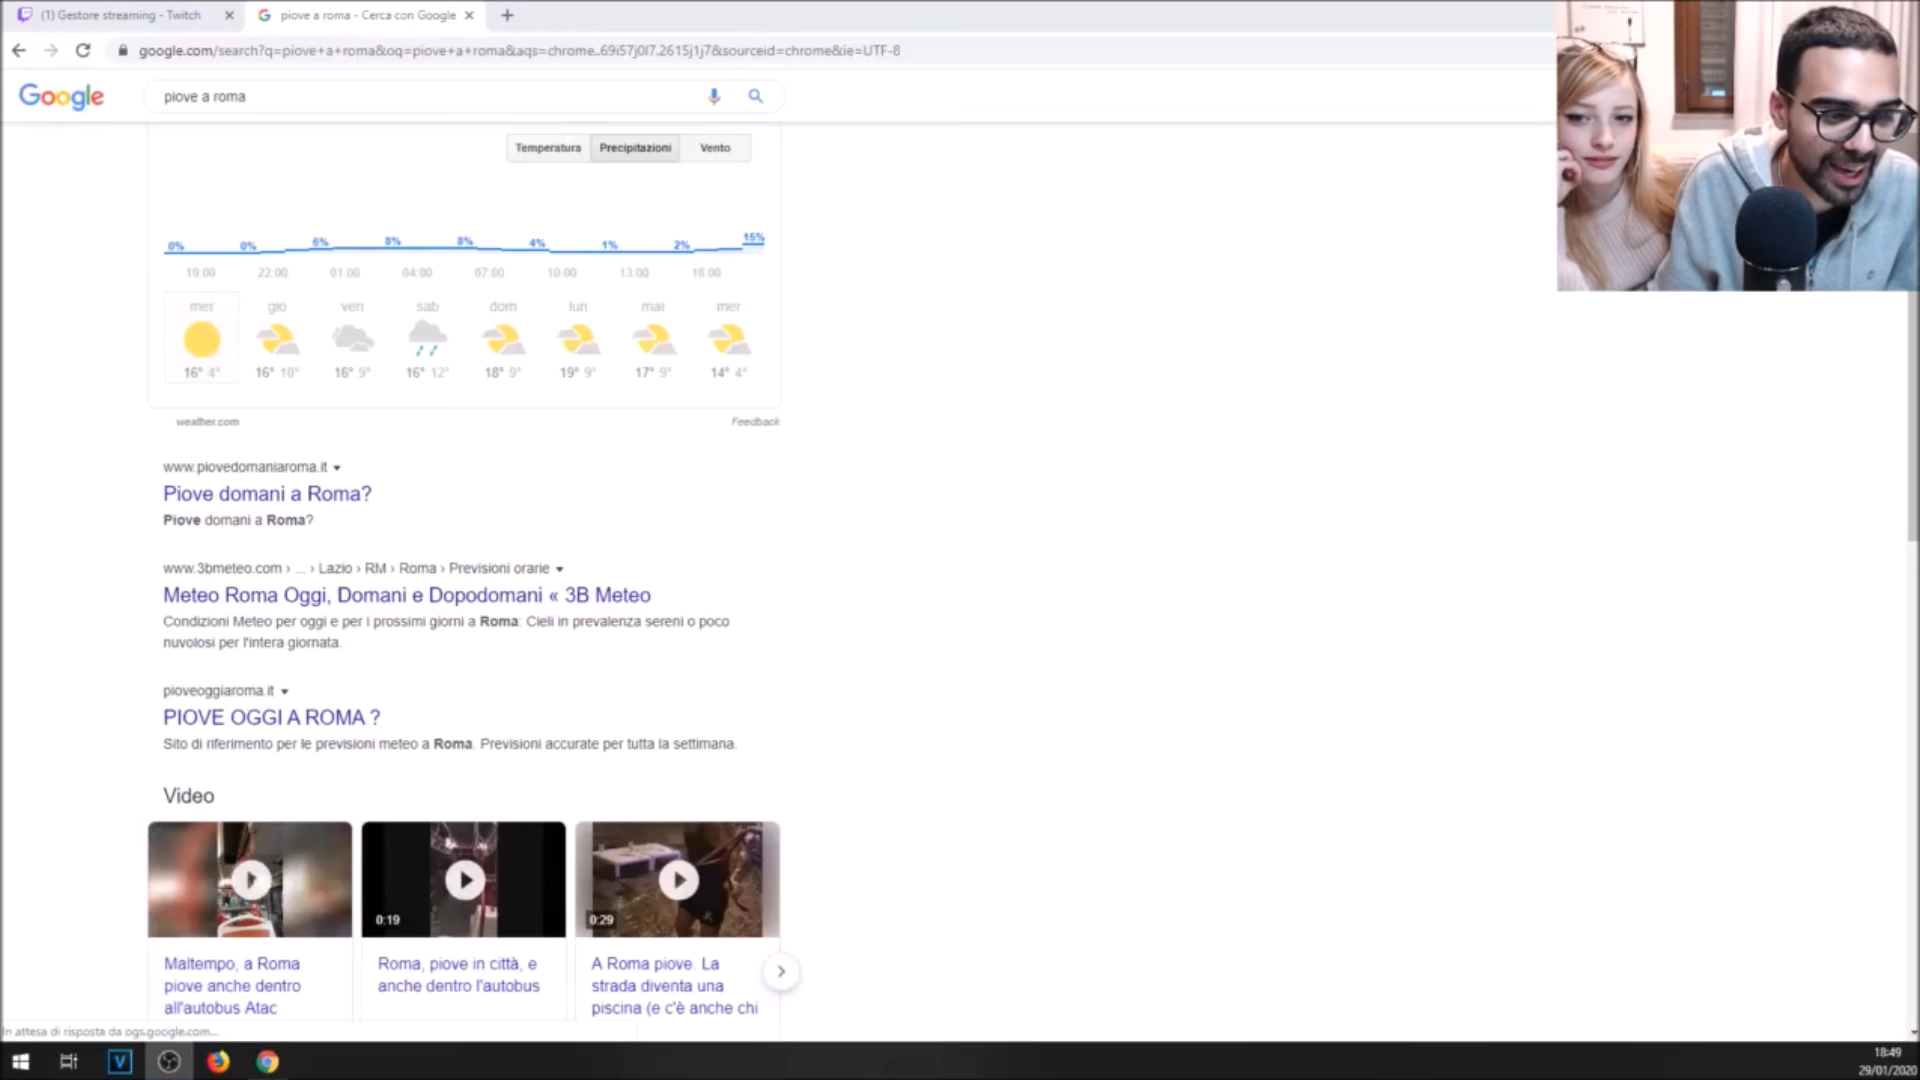 (1) Gestore streaming - Twitch
piove a roma - Cerca con Google
google.com/search?q=piove+a+roma&oq=piove+a+roma&aqs=chrome..69i57j0l7.2615j1j7&sourceid=chrome&ie=UTF-8
Google
piove a roma
Temperatura Precipitazioni Vento
0% 0% 6% 8% 8% 4% 1% 2% 15%
19:00 22:00 01:00 04:00 07:00 10:00 13:00 16:00
mer gio ven sab dom lun mar mer
16° 4° 16° 10° 16° 9° 16° 12° 18° 9° 19° 9° 17° 9° 14° 4°
weather.com Feedback
www.piovedomaniaroma.it
Piove domani a Roma?
Piove domani a Roma?
www.3bmeteo.com › ... › Lazio › RM › Roma › Previsioni orarie
Meteo Roma Oggi, Domani e Dopodomani « 3B Meteo
Condizioni Meteo per oggi e per i prossimi giorni a Roma: Cieli in prevalenza sereni o poco
nuvolosi per l'intera giornata.
pioveoggiaroma.it
PIOVE OGGI A ROMA ?
Sito di riferimento per le previsioni meteo a Roma. Previsioni accurate per tutta la settimana.
Video
0:19
0:29
Maltempo, a Roma
piove anche dentro
all'autobus Atac
Roma, piove in città, e
anche dentro l'autobus
A Roma piove. La
strada diventa una
piscina (e c'è anche chi
In attesa di risposta da ogs.google.com...
V
18:49
29/01/2020